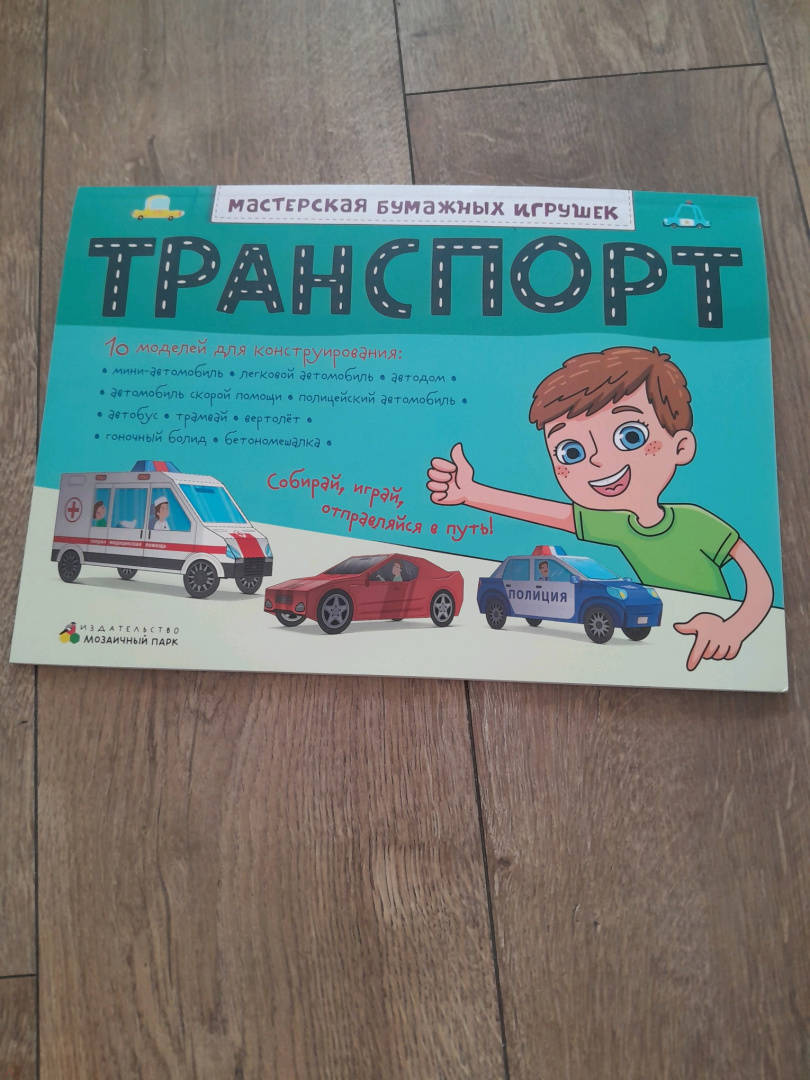 мастерская бумажных игрушек
ТРАНСПОРТ
10 моделей для конструирования:
• мини-автомобиль • легковой автомобиль • автодом •
• автомобиль скорой помощи • полицейский автомобиль •
• автобус • трамвай • вертолёт •
• гоночный болид • бетономешалка •
Собирай, играй,
отправляйся в путь!
ПОЛИЦИЯ
ИЗДАТЕЛЬСТВО
МОЗАИЧНЫЙ ПАРК